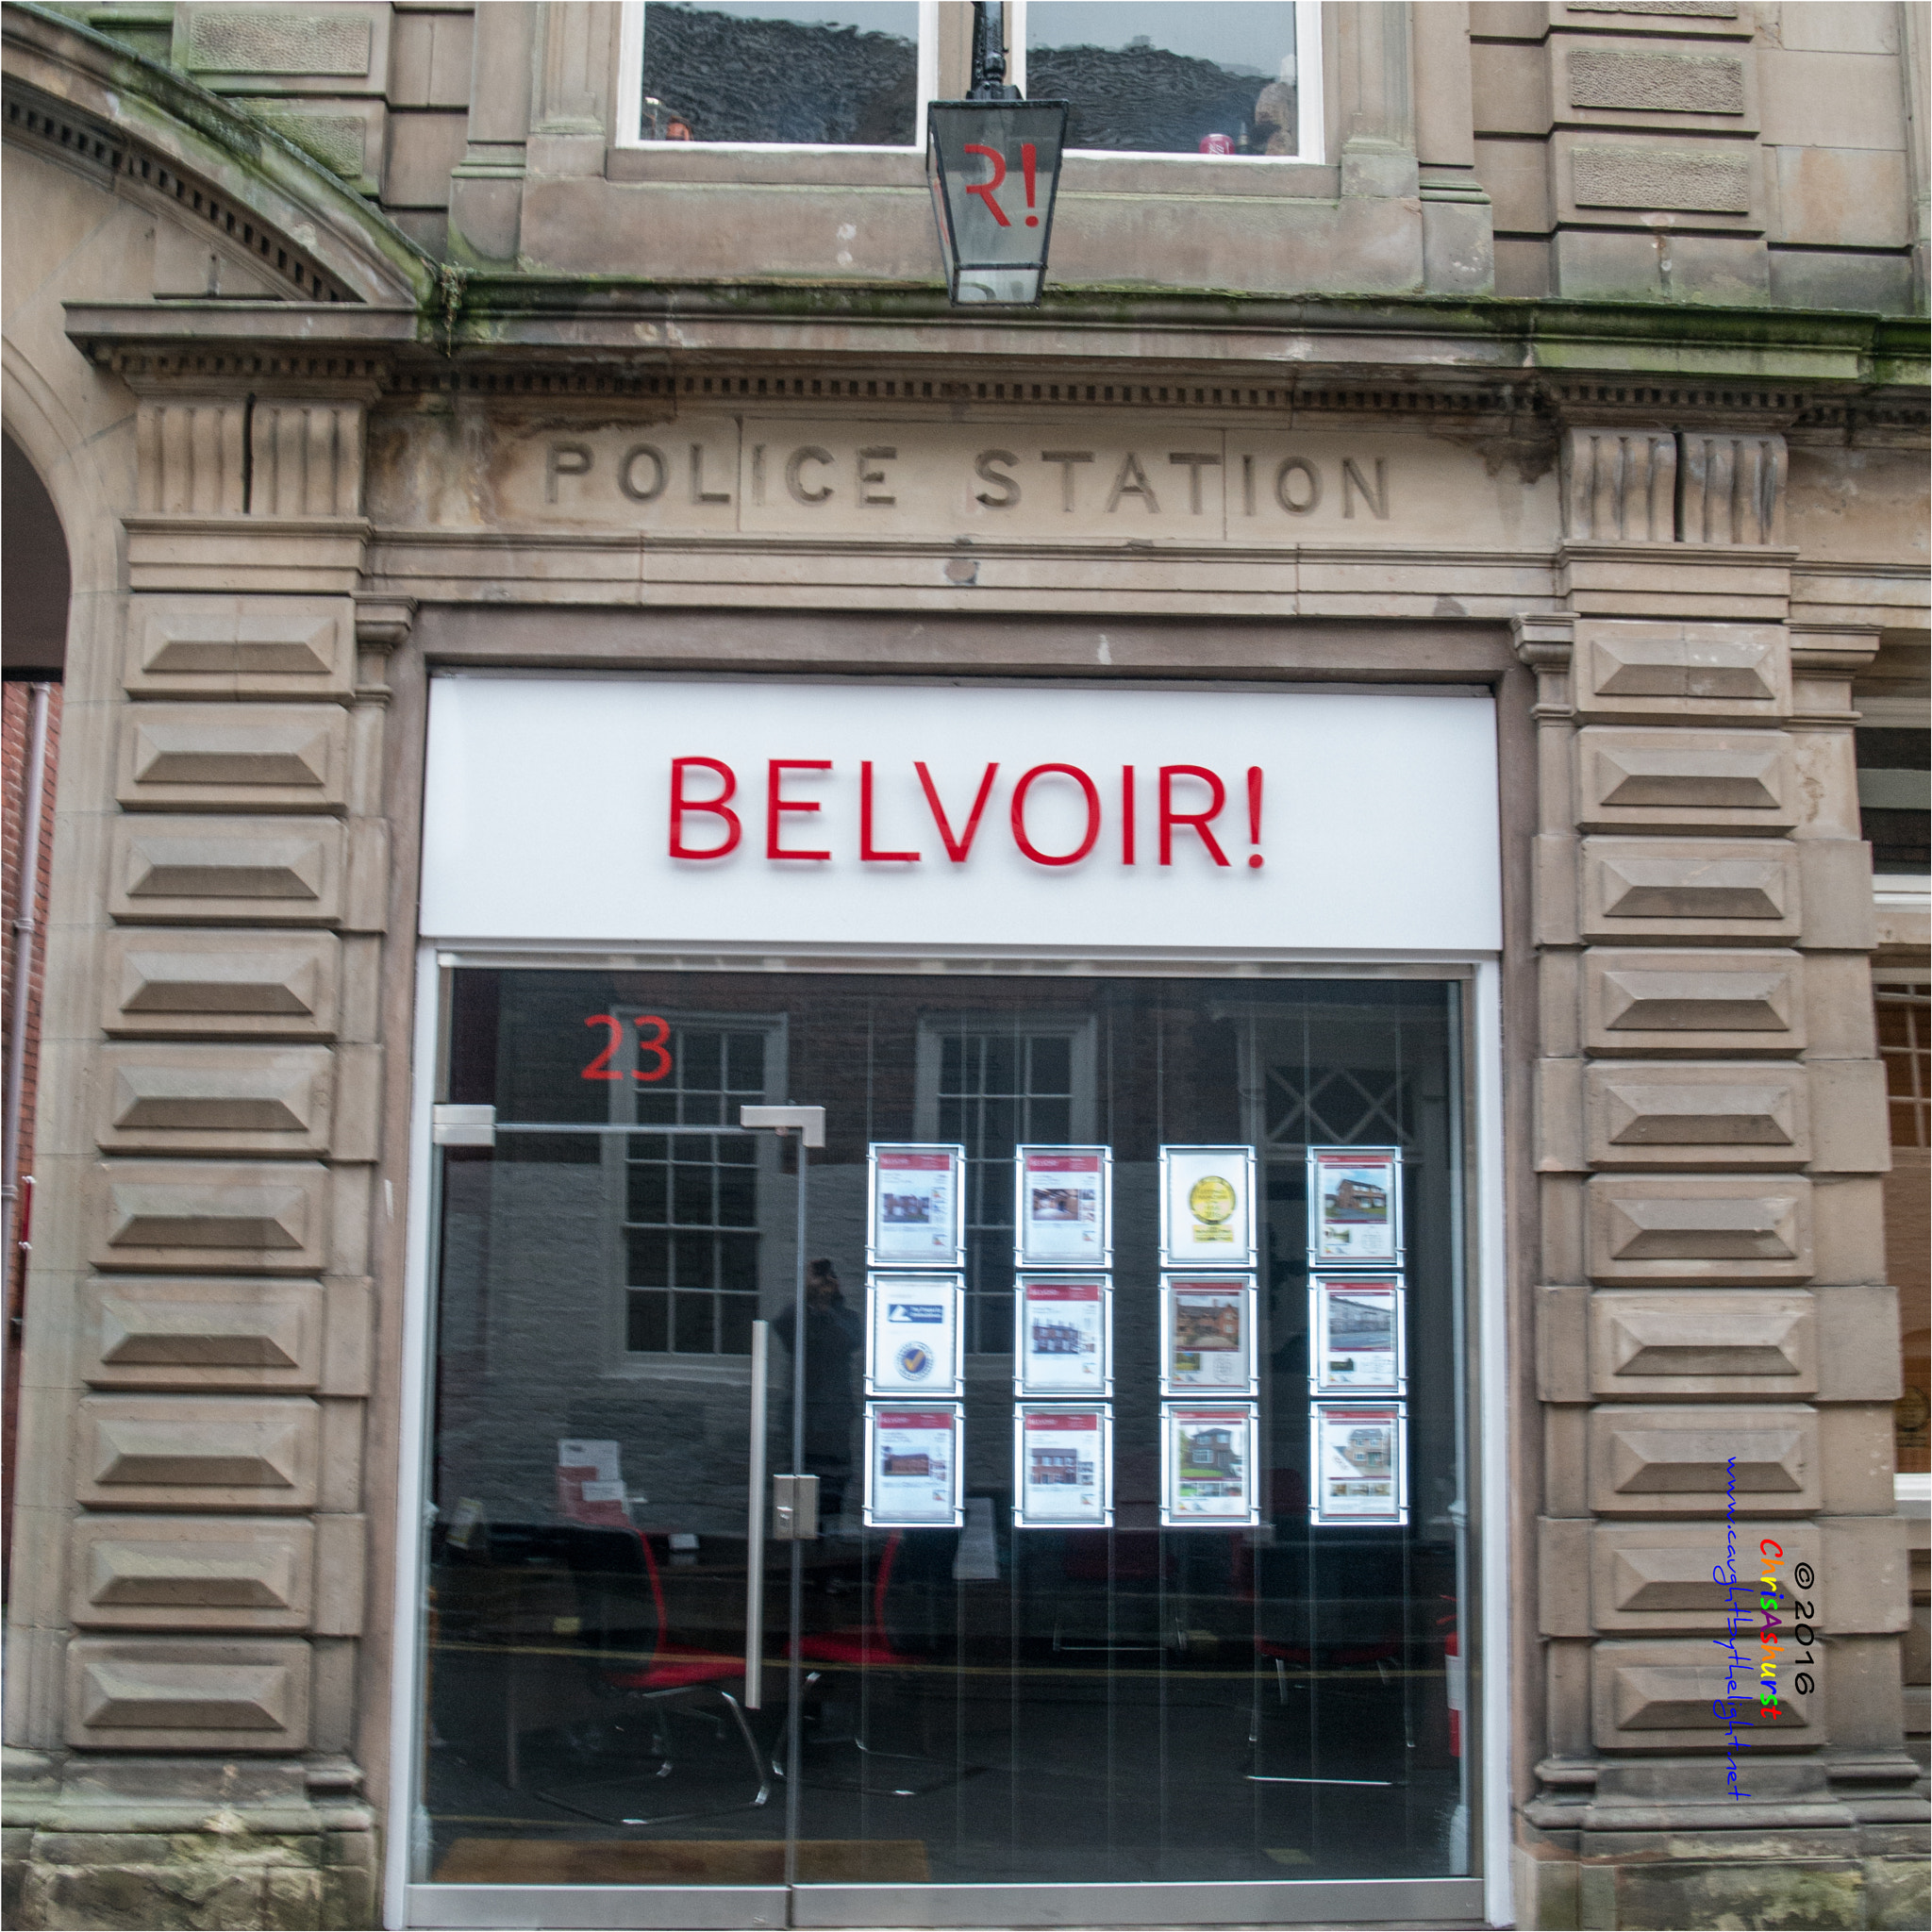 R!
POLICE STATION
BELVOIR!
23
©2016
ChrisAshurst
www.caughtbythelight.net